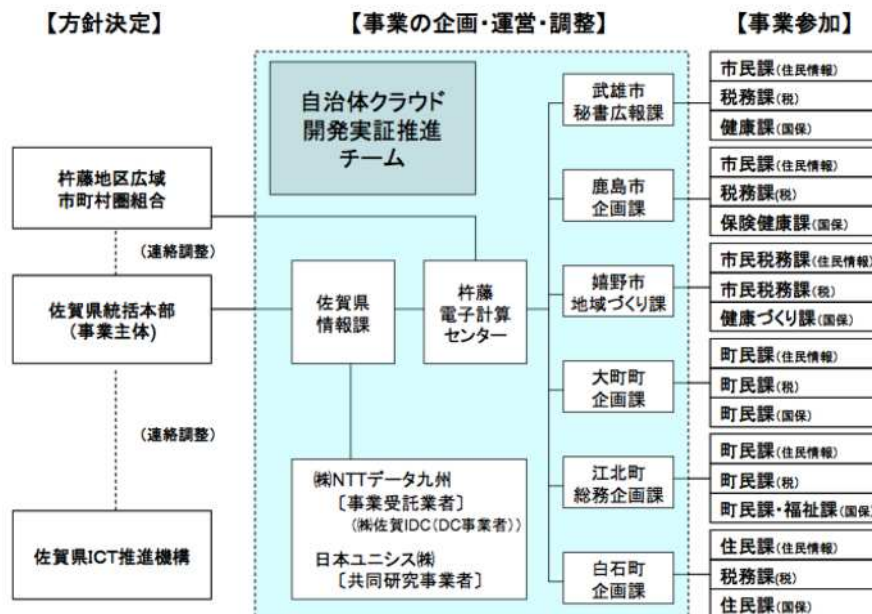 【方針決定】
【事業の企画・運営・調整】
【事業参加】
杵藤地区広域
市町村圏組合
(連絡調整)
佐賀県統括本部
(事業主体)
(連絡調整)
佐賀県ICT推進機構
自治体クラウド
開発実証推進
チーム
佐賀県
情報課
杵藤
電子計算
センター
㈱NTTデータ九州
〔事業受託業者〕
(㈱佐賀IDC(DC事業者))
日本ユニシス㈱
〔共同研究事業者〕
武雄市
秘書広報課
市民課(住民情報)
税務課(税)
健康課(国保)
鹿島市
企画課
市民課(住民情報)
税務課(税)
保険健康課(国保)
嬉野市
地域づくり課
市民税務課(住民情報)
市民税務課(税)
健康づくり課(国保)
大町町
企画課
町民課(住民情報)
町民課(税)
町民課(国保)
江北町
総務企画課
町民課(住民情報)
町民課(税)
町民課・福祉課(国保)
白石町
企画課
住民課(住民情報)
税務課(税)
住民課(国保)